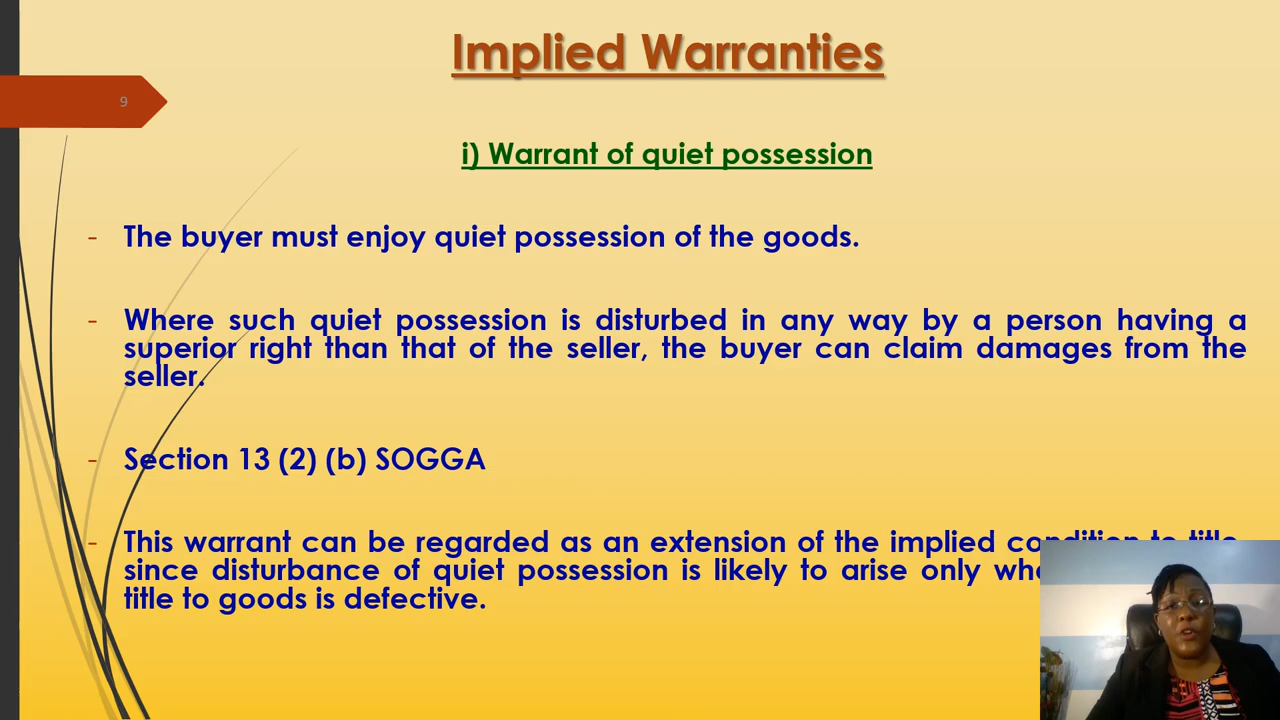 Implied Warranties
9
i) Warrant of quiet possession
- The buyer must enjoy quiet possession of the goods.
- Where such quiet possession is disturbed in any way by a person having a
superior right than that of the seller, the buyer can claim damages from the
seller.
- Section 13 (2) (b) SOGGA
- This warrant can be regarded as an extension of the implied condition to title
since disturbance of quiet possession is likely to arise only
title to goods is defective.